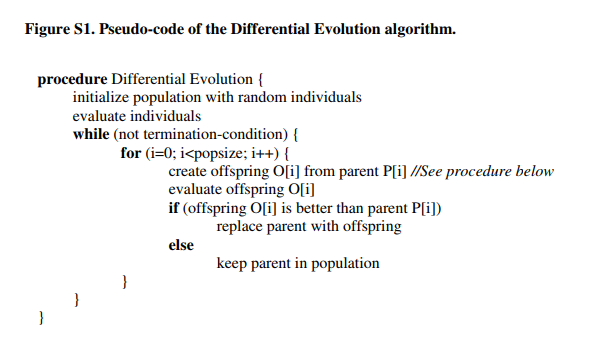 Figure S1. Pseudo-code of the Differential Evolution algorithm.
procedure Differential Evolution {
initialize population with random individuals
evaluate individuals
while (not termination-condition) {
for (i=0; i<popsize; i++) {
create offspring O[i] from parent P[i] //See procedure below
evaluate offspring O[i]
if (offspring O[i] is better than parent P[i])
replace parent with offspring
else
keep parent in population
}
}
}